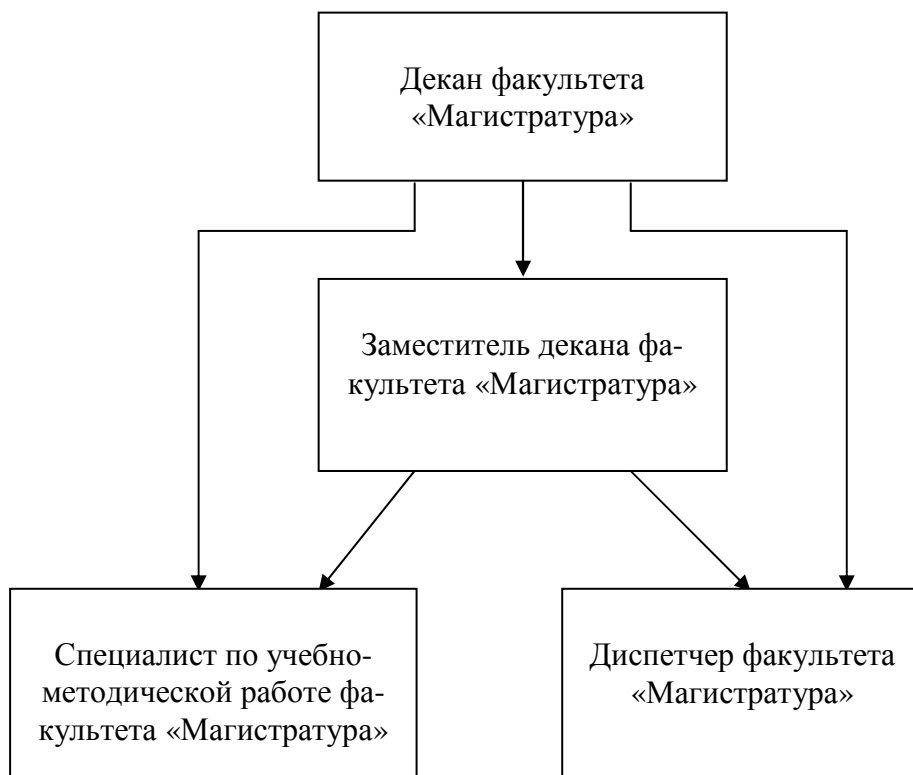 Декан факультета
«Магистратура»
Заместитель декана фа-
культета «Магистратура»
Специалист по учебно-
методической работе фа-
культета «Магистратура»
Диспетчер факультета
«Магистратура»